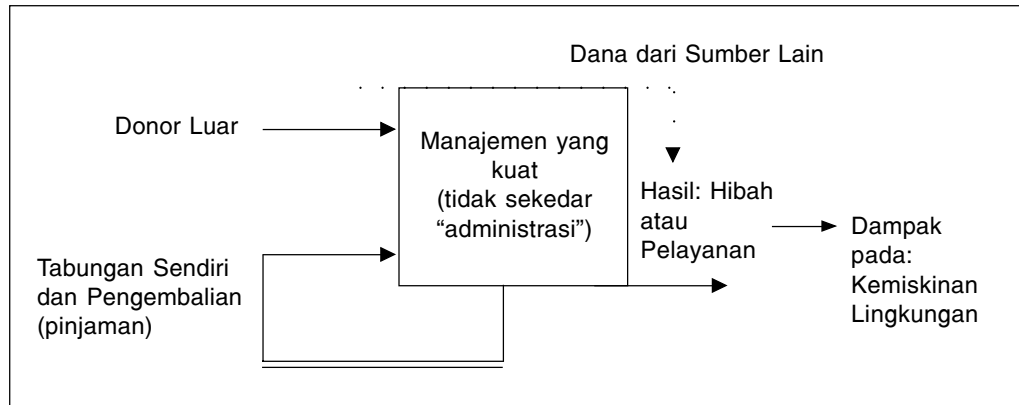 Dana dari Sumber Lain
Donor Luar
Manajemen yang
kuat
(tidak sekedar
“administrasi”)
Hasil: Hibah
atau
Pelayanan
Dampak
pada:
Kemiskinan
Lingkungan
Tabungan Sendiri
dan Pengembalian
(pinjaman)